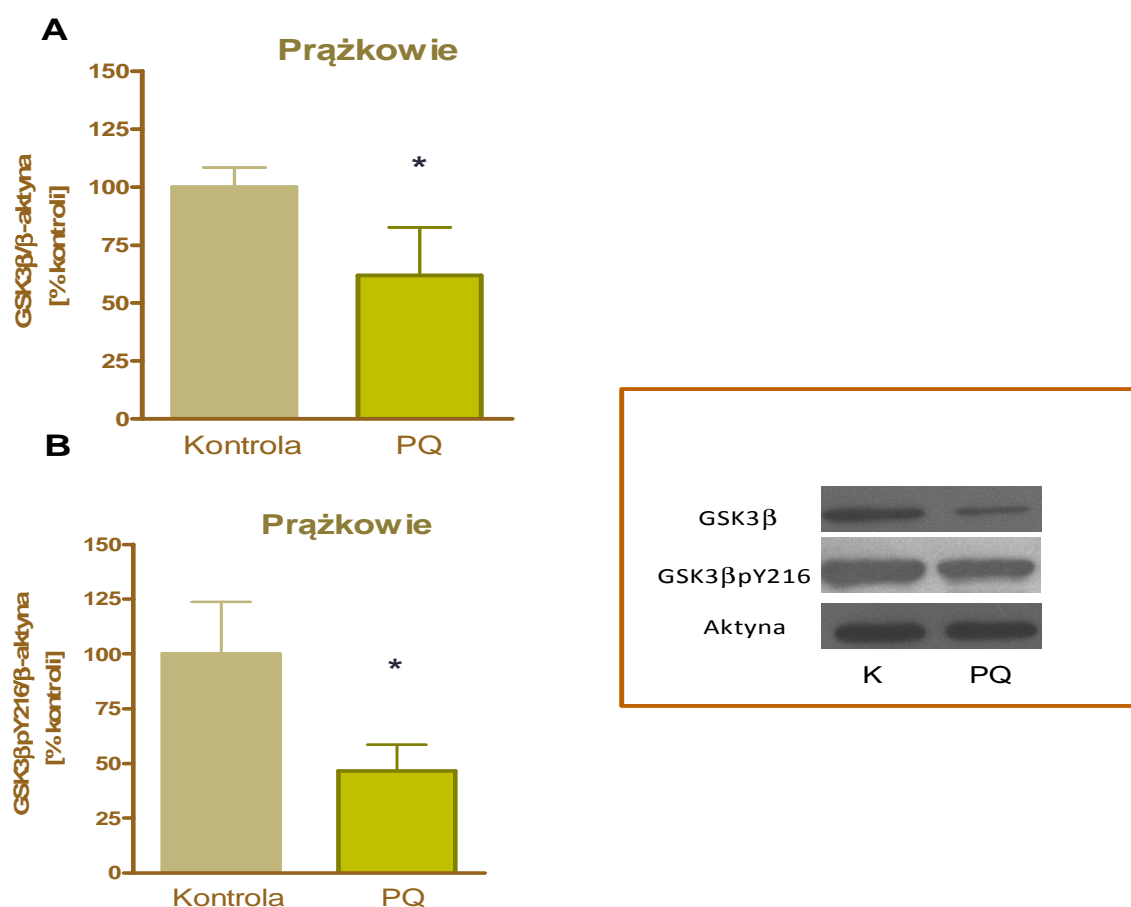 A
Prążkowie
GSK3β/β-aktyna
[% kontroli]
150
125
100
75
50
25
0
*
Kontrola PQ
B
Prążkowie
GSK3βpY216/β-aktyna
[% kontroli]
150
125
100
75
50
25
0
*
Kontrola PQ
GSK3β
GSK3βpY216
Aktyna
K PQ